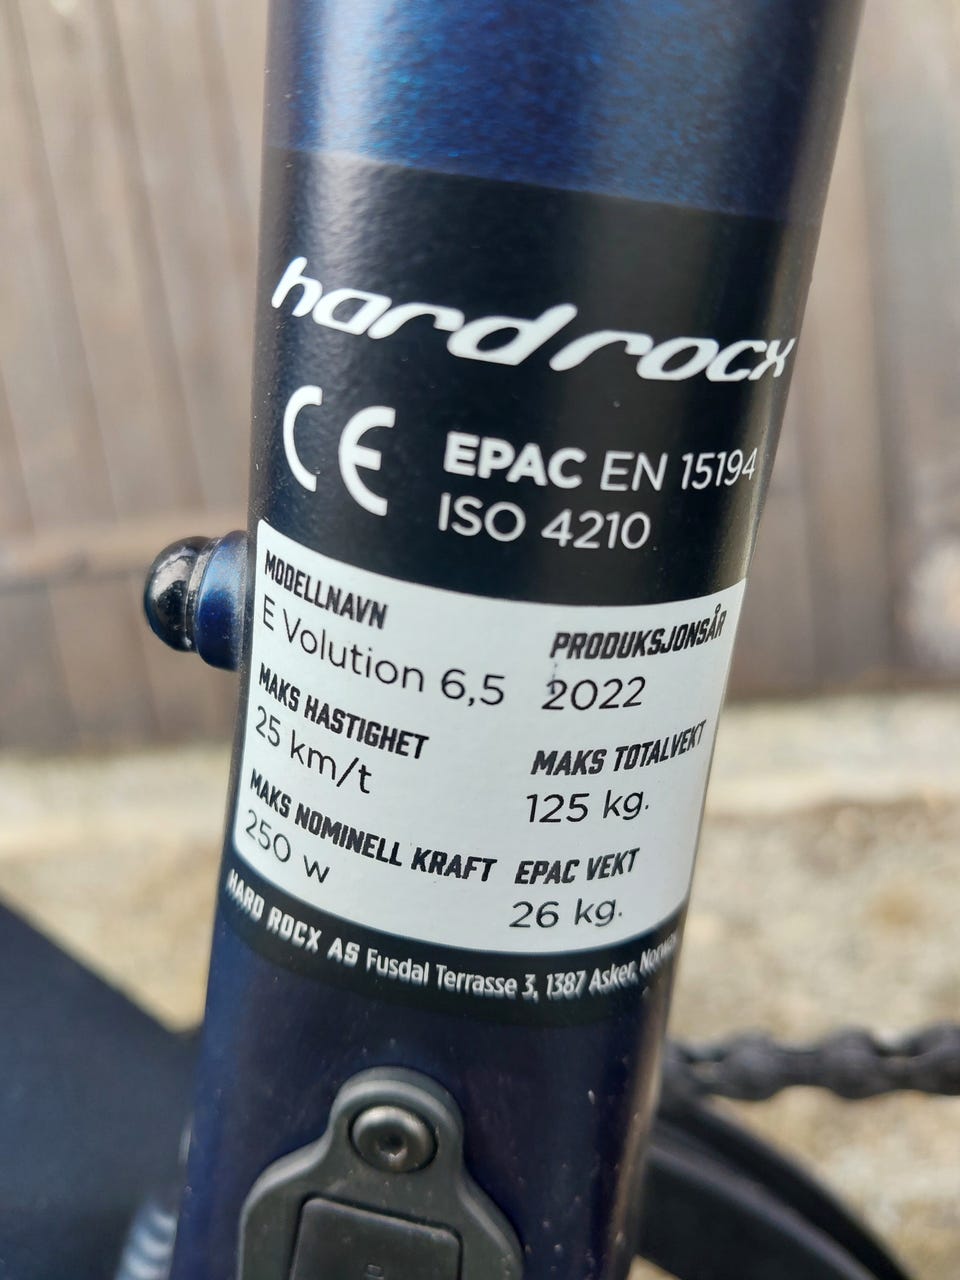 hard rocx
CE
EPAC EN 15194
ISO 4210
MODELLNAVN
E Volution 6,5
PRODUKSJONSÅR
2022
MAKS HASTIGHET
25 km/t
MAKS TOTALVEKT
125 kg.
MAKS NOMINELL KRAFT
250 w
EPAC VEKT
26 kg.
HARD ROCX AS Fusdal Terrasse 3, 1387 Asker, Norway